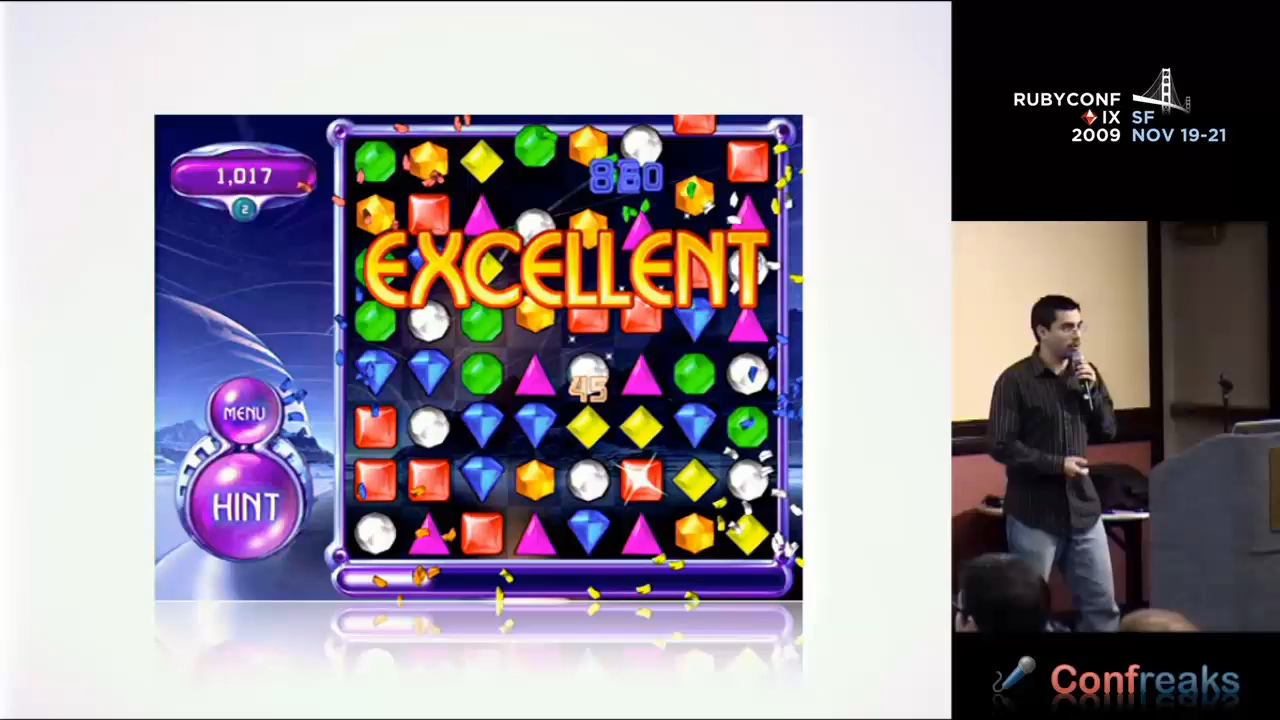 1,017
2
860
EXCELLENT
45
MENU
HINT
RUBYCONF
IX SF
2009 NOV 19-21
Confreaks